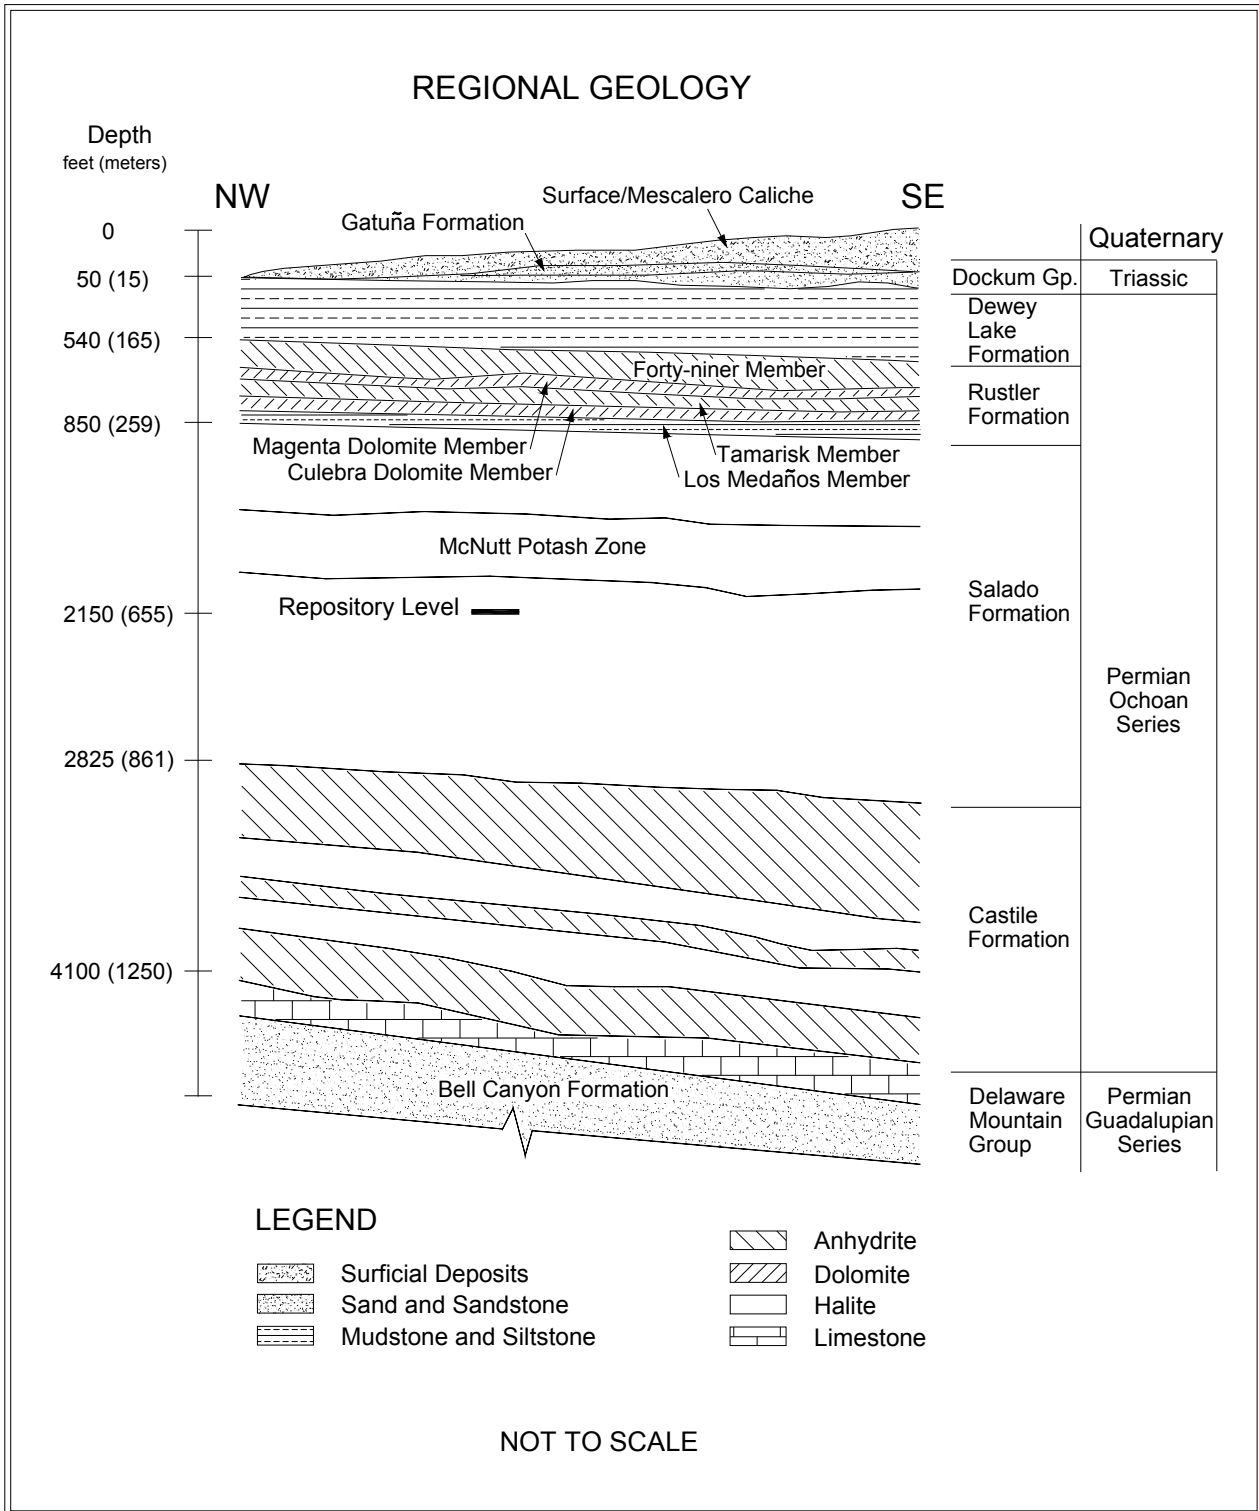 REGIONAL GEOLOGY
Depth
feet (meters)
NW
SE
Surface/Mescalero Caliche
Gatuña Formation
0
50 (15)
540 (165)
850 (259)
2150 (655)
2825 (861)
4100 (1250)
Forty-niner Member
Magenta Dolomite Member
Culebra Dolomite Member
Tamarisk Member
Los Medaños Member
McNutt Potash Zone
Repository Level
Bell Canyon Formation
Quaternary
Dockum Gp.
Triassic
Dewey
Lake
Formation
Rustler
Formation
Salado
Formation
Permian
Ochoan
Series
Castile
Formation
Delaware
Mountain
Group
Permian
Guadalupian
Series
LEGEND
Surficial Deposits
Sand and Sandstone
Mudstone and Siltstone
Anhydrite
Dolomite
Halite
Limestone
NOT TO SCALE